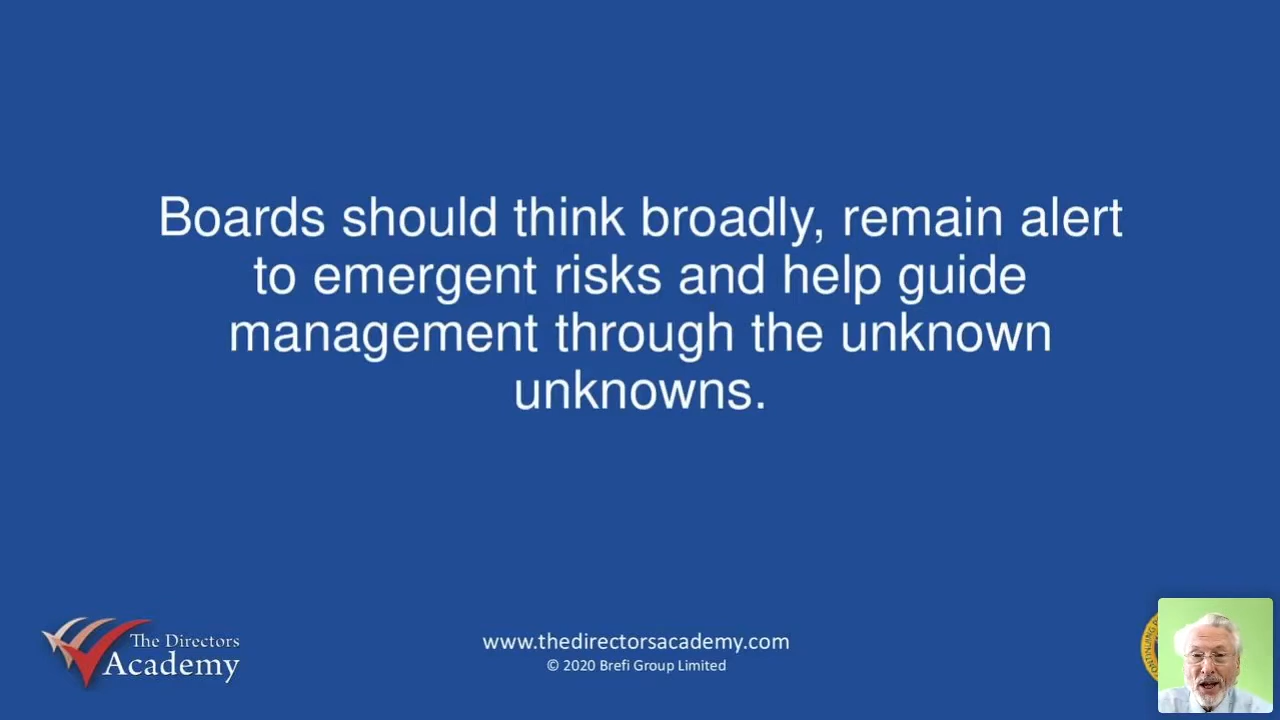 Boards should think broadly, remain alert
to emergent risks and help guide
management through the unknown
unknowns.
The Directors
Academy
www.thedirectorsacademy.com
© 2020 Brefi Group Limited